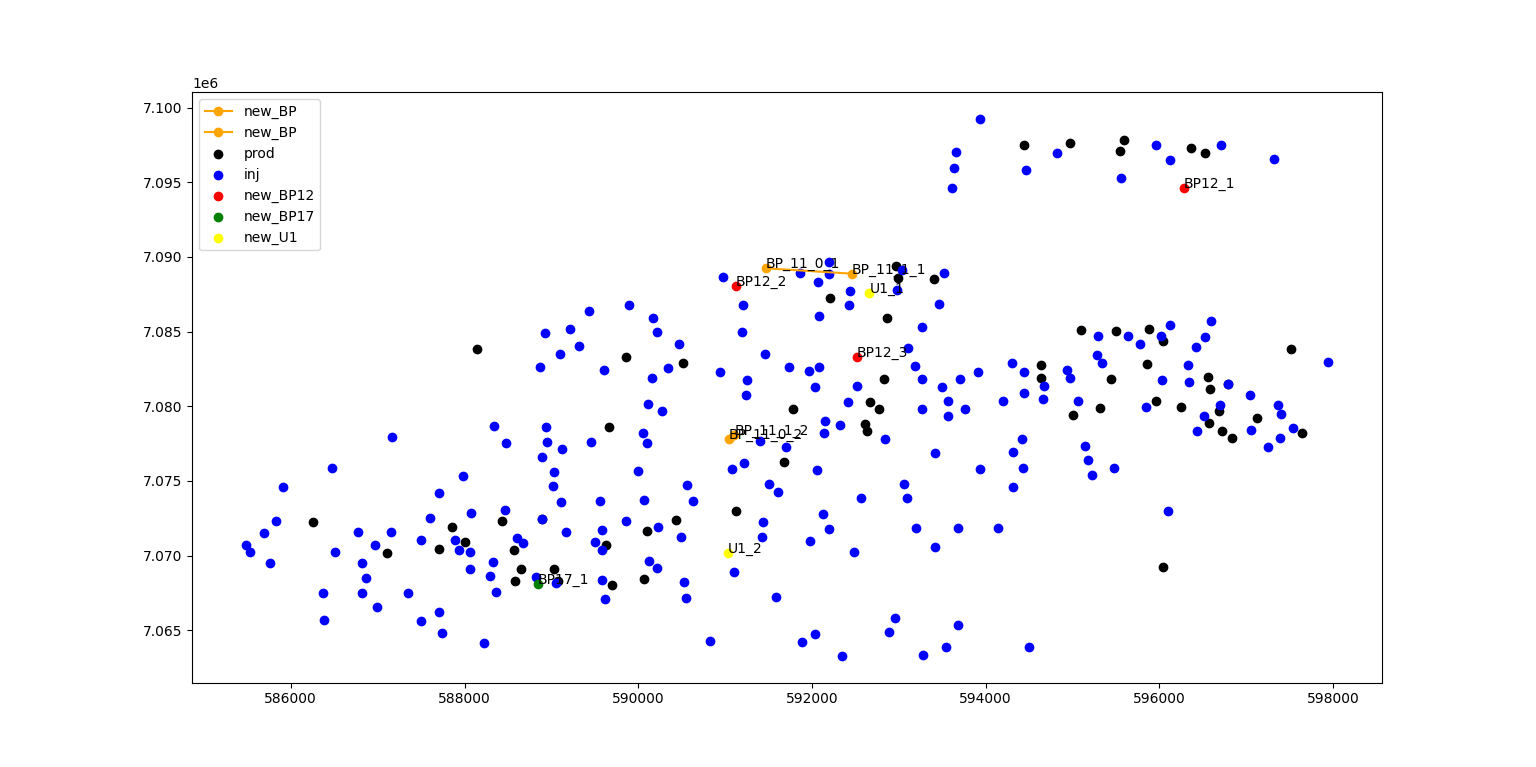 1e6
7.100
7.095
7.090
7.085
7.080
7.075
7.070
7.065
new_BP
new_BP
prod
inj
new_BP12
new_BP17
new_U1
BP12_1
BP_11_0_1
BP_11_1_1
BP12_2
U1_1
BP12_3
BP_11_1_2
BP_11_0_2
U1_2
BP17_1
586000 588000 590000 592000 594000 596000 598000